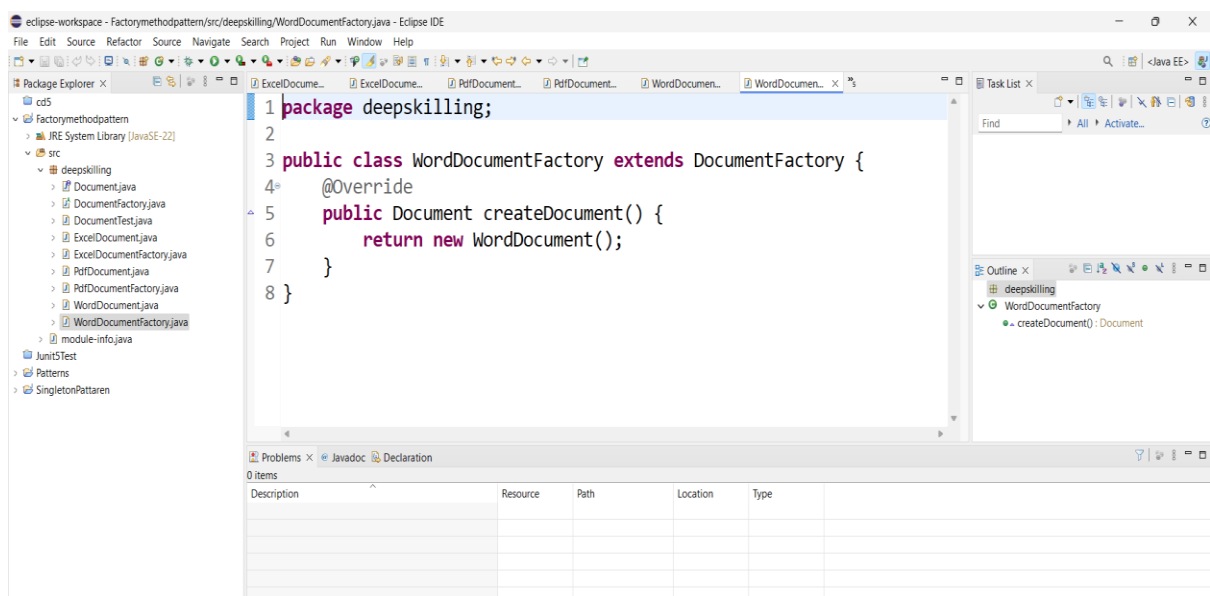 eclipse-workspace - Factorymethodpattern/src/deepskilling/WordDocumentFactory.java - Eclipse IDE
File Edit Source Refactor Source Navigate Search Project Run Window Help
<Java EE>
Package Explorer
cd5
Factorymethodpattern
JRE System Library [JavaSE-22]
src
deepskilling
Document.java
DocumentFactory.java
DocumentTest.java
ExcelDocument.java
ExcelDocumentFactory.java
PdfDocument.java
PdfDocumentFactory.java
WordDocument.java
WordDocumentFactory.java
module-info.java
Junit5Test
Patterns
SingletonPattaren
ExcelDocume... ExcelDocume... PdfDocument... PdfDocument... WordDocumen... WordDocumen... "5
1 package deepskilling;
2
3 public class WordDocumentFactory extends DocumentFactory {
4 @Override
5 public Document createDocument() {
6 return new WordDocument();
7 }
8 }
Task List
Find All Activate...
Outline
deepskilling
WordDocumentFactory
createDocument() : Document
Problems Javadoc Declaration
0 items
Description Resource Path Location Type